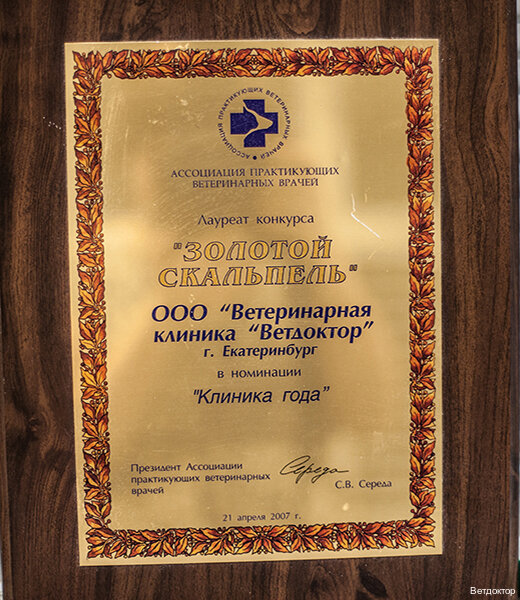 АССОЦИАЦИЯ ПРАКТИКУЮЩИХ ВЕТЕРИНАРНЫХ ВРАЧЕЙ
АССОЦИАЦИЯ ПРАКТИКУЮЩИХ
ВЕТЕРИНАРНЫХ ВРАЧЕЙ
Лауреат конкурса
"ЗОЛОТОЙ
СКАЛЬПЕЛЬ"
ООО “Ветеринарная
клиника “Ветдоктор”
г. Екатеринбург
в номинации
"Клиника года”
Президент Ассоциации
практикующих ветеринарных
врачей
Середа
С.В. Середа
21 апреля 2007 г.
Ветдоктор